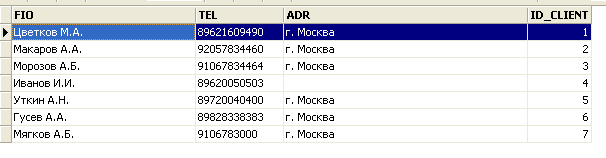 FIO TEL ADR ID_CLIENT
Цветков М.А. 89621609490 г. Москва 1
Макаров А.А. 92057834460 г. Москва 2
Морозов А.Б. 91067834464 г. Москва 3
Иванов И.И. 89620050503 4
Уткин А.Н. 89720040400 г. Москва 5
Гусев А.А. 89828338383 г. Москва 6
Мягков А.Б. 9106783000 г. Москва 7